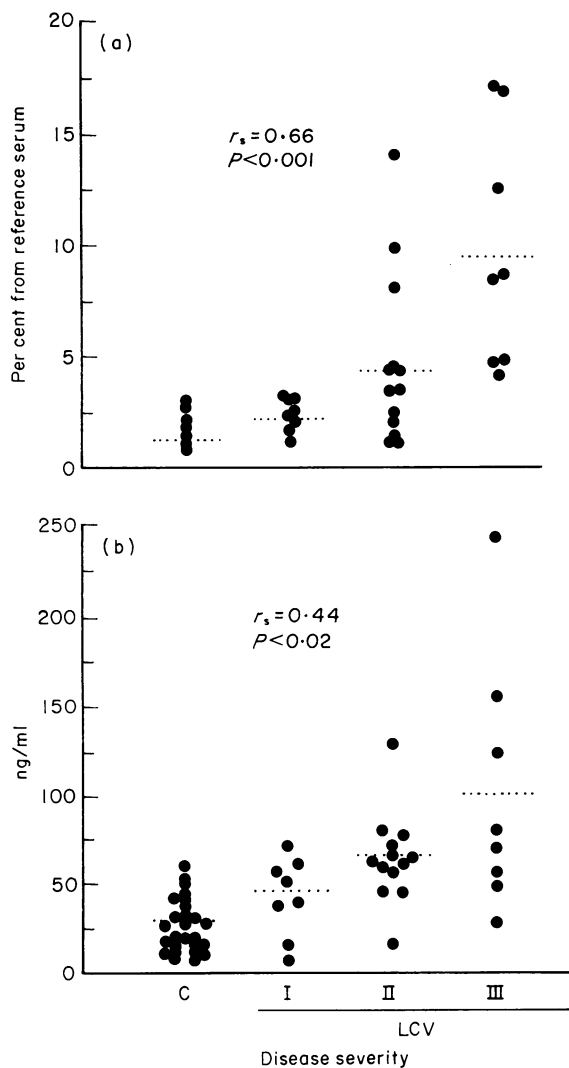 20
(a)
15
r_s=0·66
P<0·001
10
5
0
Per cent from reference serum
250
(b)
200
r_s=0·44
P<0·02
150
100
50
0
ng/ml
C I II III
LCV
Disease severity